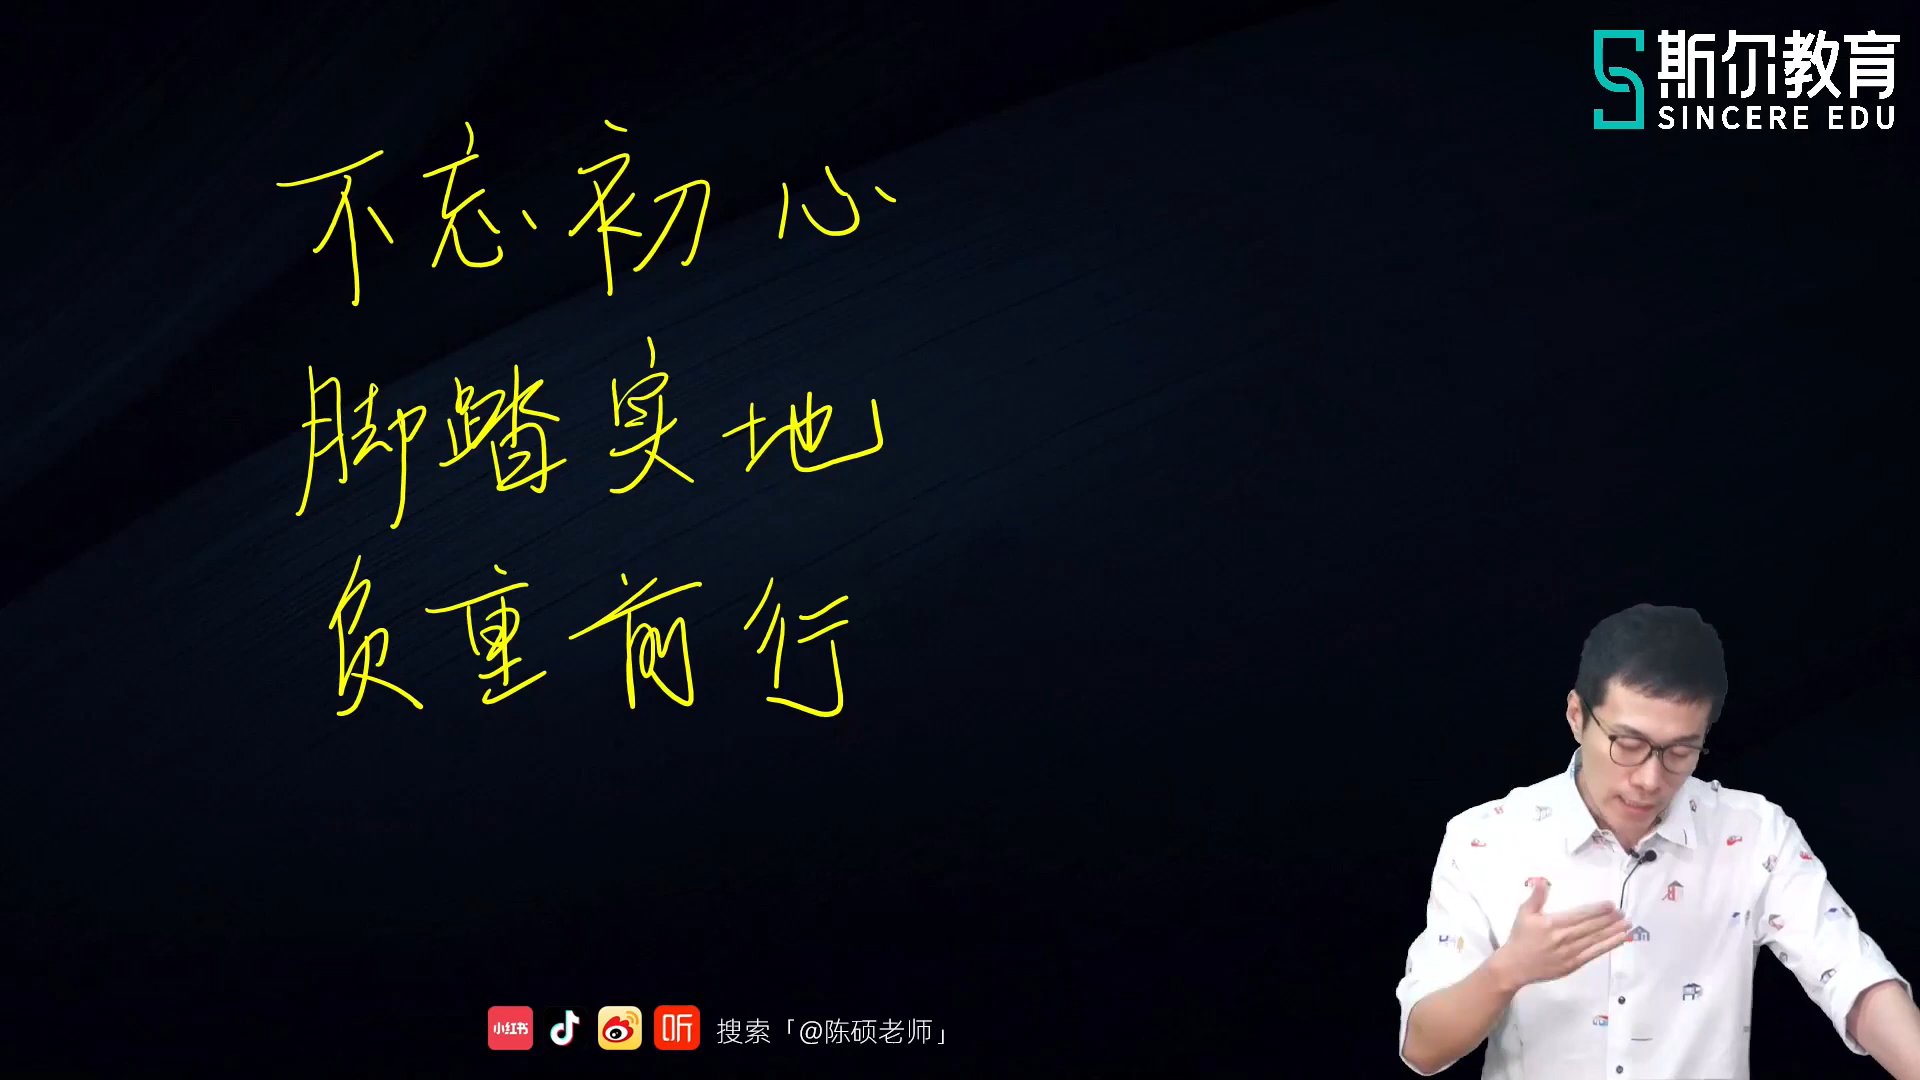 斯尔教育
SINCERE EDU
不忘初心
脚踏实地
负重前行
小红书 听 搜索「@陈硕老师」